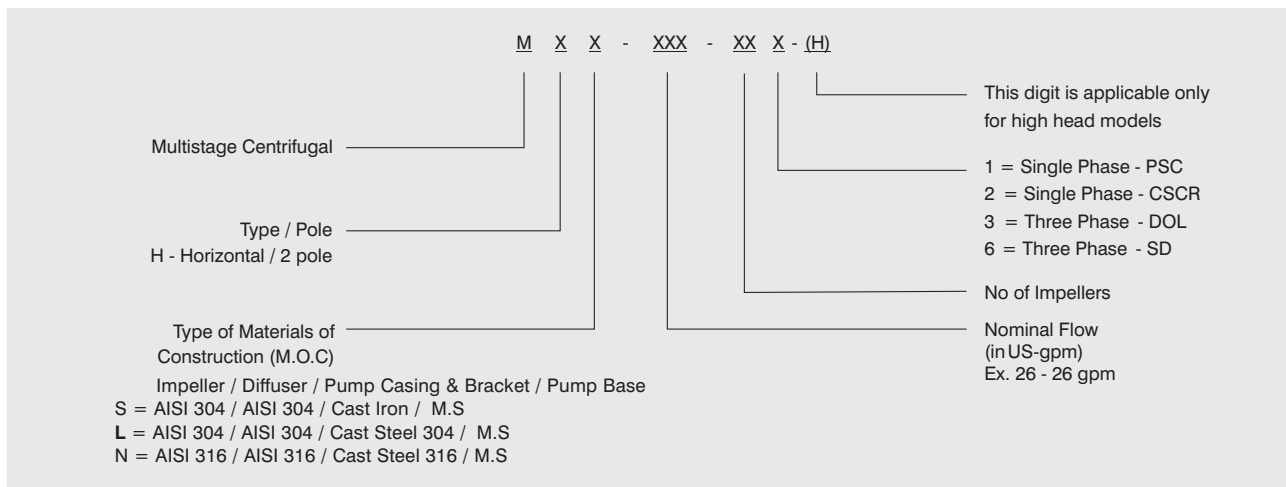 M X X - XXX - XX X - (H)
This digit is applicable only
for high head models
Multistage Centrifugal
1 = Single Phase - PSC
2 = Single Phase - CSCR
3 = Three Phase - DOL
6 = Three Phase - SD
Type / Pole
H - Horizontal / 2 pole
No of Impellers
Type of Materials of
Construction (M.O.C)
Nominal Flow
(in US-gpm)
Ex. 26 - 26 gpm
Impeller / Diffuser / Pump Casing & Bracket / Pump Base
S = AISI 304 / AISI 304 / Cast Iron / M.S
L = AISI 304 / AISI 304 / Cast Steel 304 / M.S
N = AISI 316 / AISI 316 / Cast Steel 316 / M.S